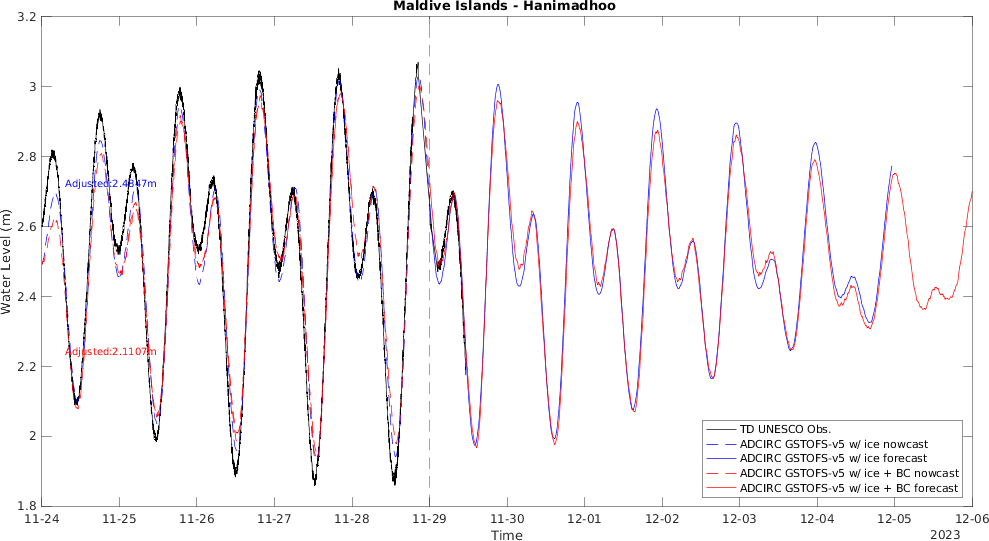 Maldive Islands - Hanimadhoo
3.2
3
2.8
2.6
2.4
2.2
2
1.8
Water Level (m)
Adjusted:2.4347m
Adjusted:2.1107m
TD UNESCO Obs.
ADCIRC GSTOFS-v5 w/ ice nowcast
ADCIRC GSTOFS-v5 w/ ice forecast
ADCIRC GSTOFS-v5 w/ ice + BC nowcast
ADCIRC GSTOFS-v5 w/ ice + BC forecast
11-24 11-25 11-26 11-27 11-28 11-29 11-30 12-01 12-02 12-03 12-04 12-05 12-06
Time
2023